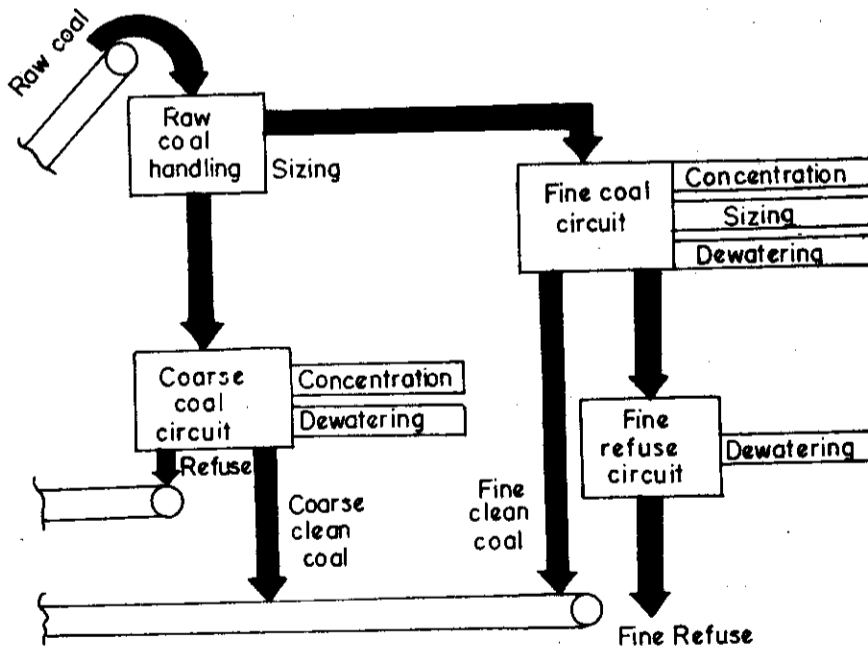 Raw coal
Raw
coal
handling
Sizing
Fine coal
circuit
Concentration
Sizing
Dewatering
Coarse
coal
circuit
Concentration
Dewatering
Refuse
Coarse
clean
coal
Fine
clean
coal
Fine
refuse
circuit
Dewatering
Fine Refuse